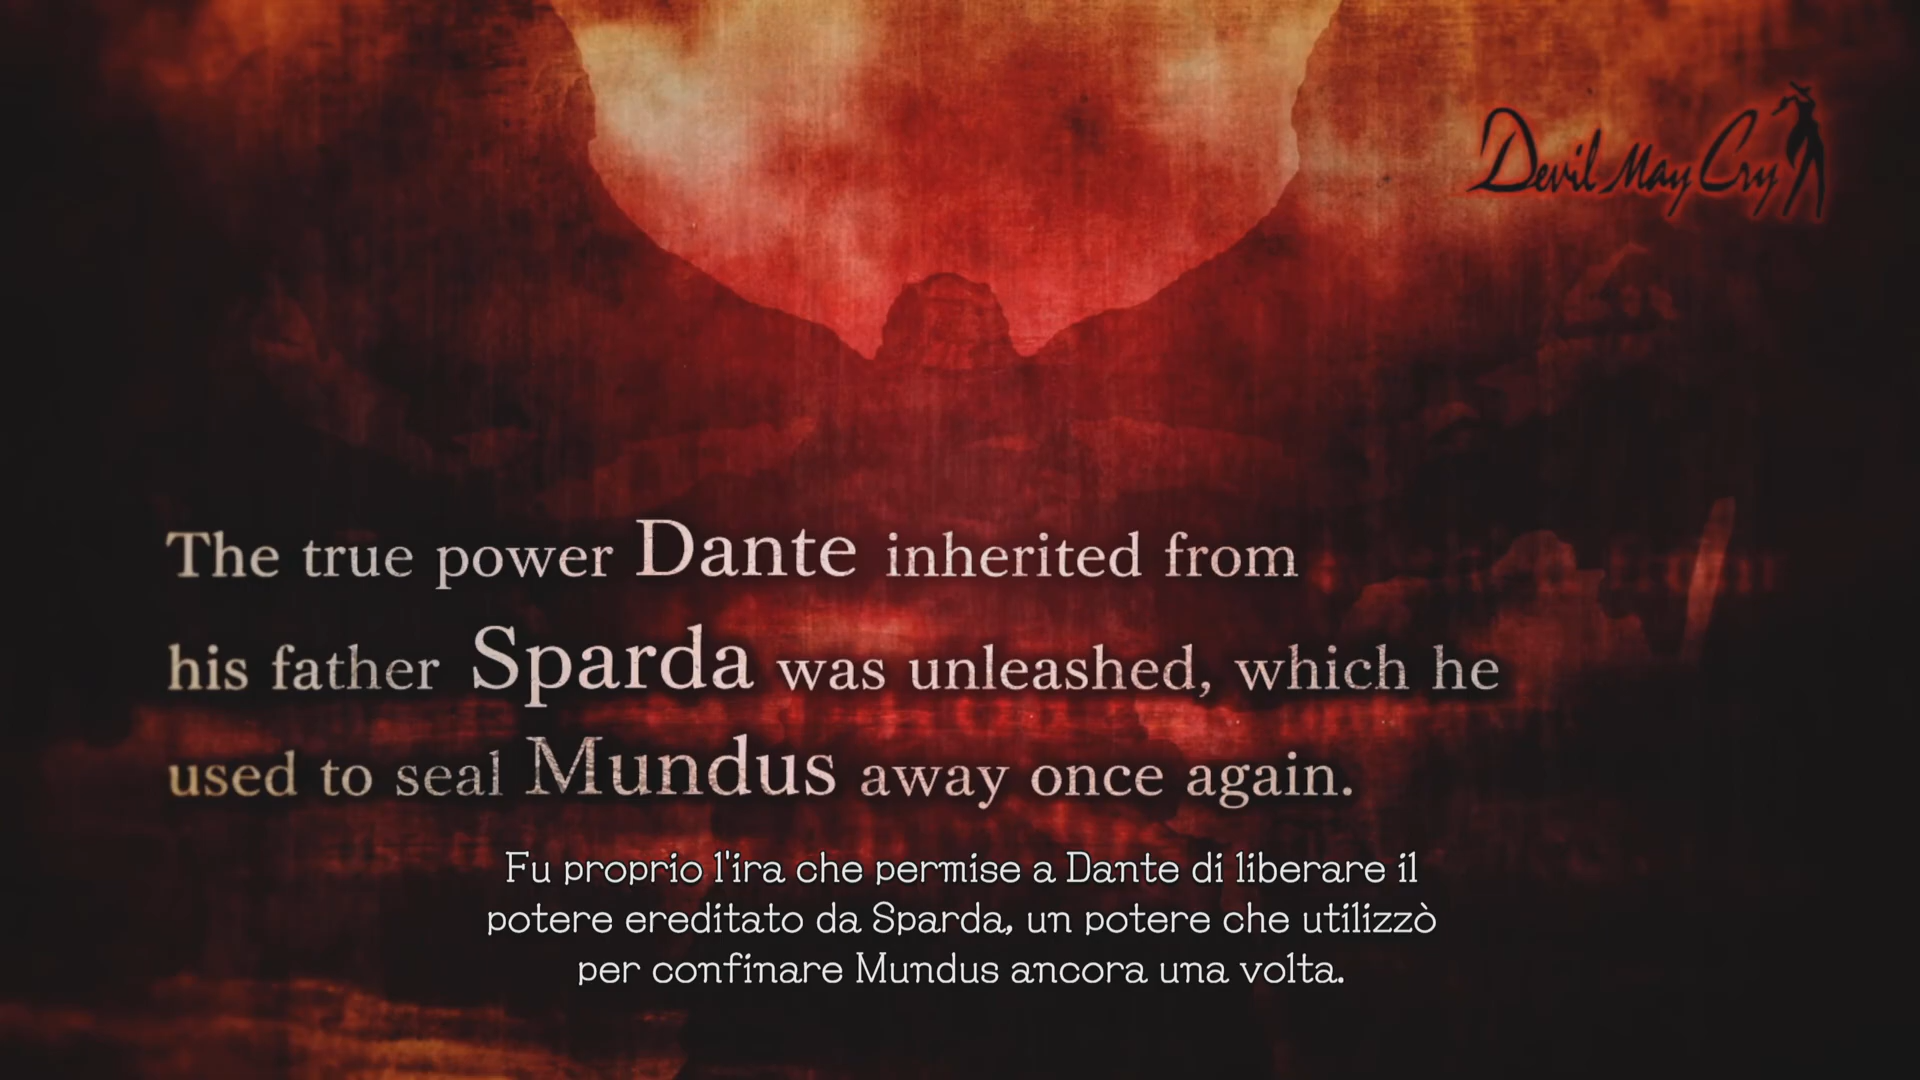 Devil May Cry
The true power Dante inherited from
his father Sparda was unleashed, which he
used to seal Mundus away once again.
Fu proprio l'ira che permise a Dante di liberare il
potere ereditato da Sparda, un potere che utilizzò
per confinare Mundus ancora una volta.